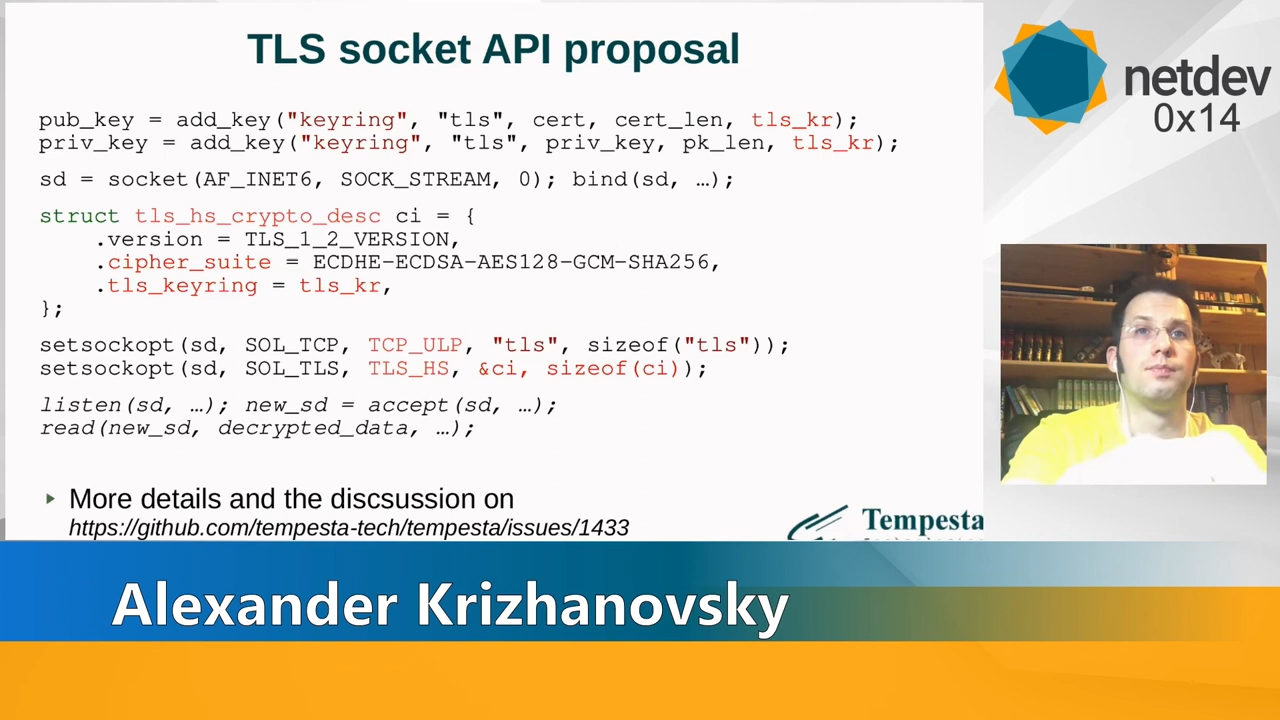 TLS socket API proposal
pub_key = add_key("keyring", "tls", cert, cert_len, tls_kr);
priv_key = add_key("keyring", "tls", priv_key, pk_len, tls_kr);
sd = socket(AF_INET6, SOCK_STREAM, 0); bind(sd, …);
struct tls_hs_crypto_desc ci = {
.version = TLS_1_2_VERSION,
.cipher_suite = ECDHE-ECDSA-AES128-GCM-SHA256,
.tls_keyring = tls_kr,
};
setsockopt(sd, SOL_TCP, TCP_ULP, "tls", sizeof("tls"));
setsockopt(sd, SOL_TLS, TLS_HS, &ci, sizeof(ci));
listen(sd, …); new_sd = accept(sd, …);
read(new_sd, decrypted_data, …);
More details and the discsussion on
https://github.com/tempesta-tech/tempesta/issues/1433
Tempesta
netdev
0x14
Alexander Krizhanovsky